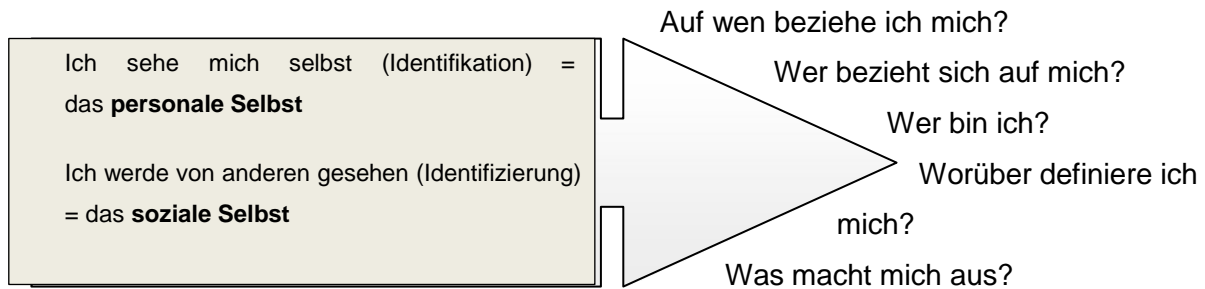 Ich sehe mich selbst (Identifikation) =
das personale Selbst
Ich werde von anderen gesehen (Identifizierung)
= das soziale Selbst
Auf wen beziehe ich mich?
Wer bezieht sich auf mich?
Wer bin ich?
Worüber definiere ich
mich?
Was macht mich aus?